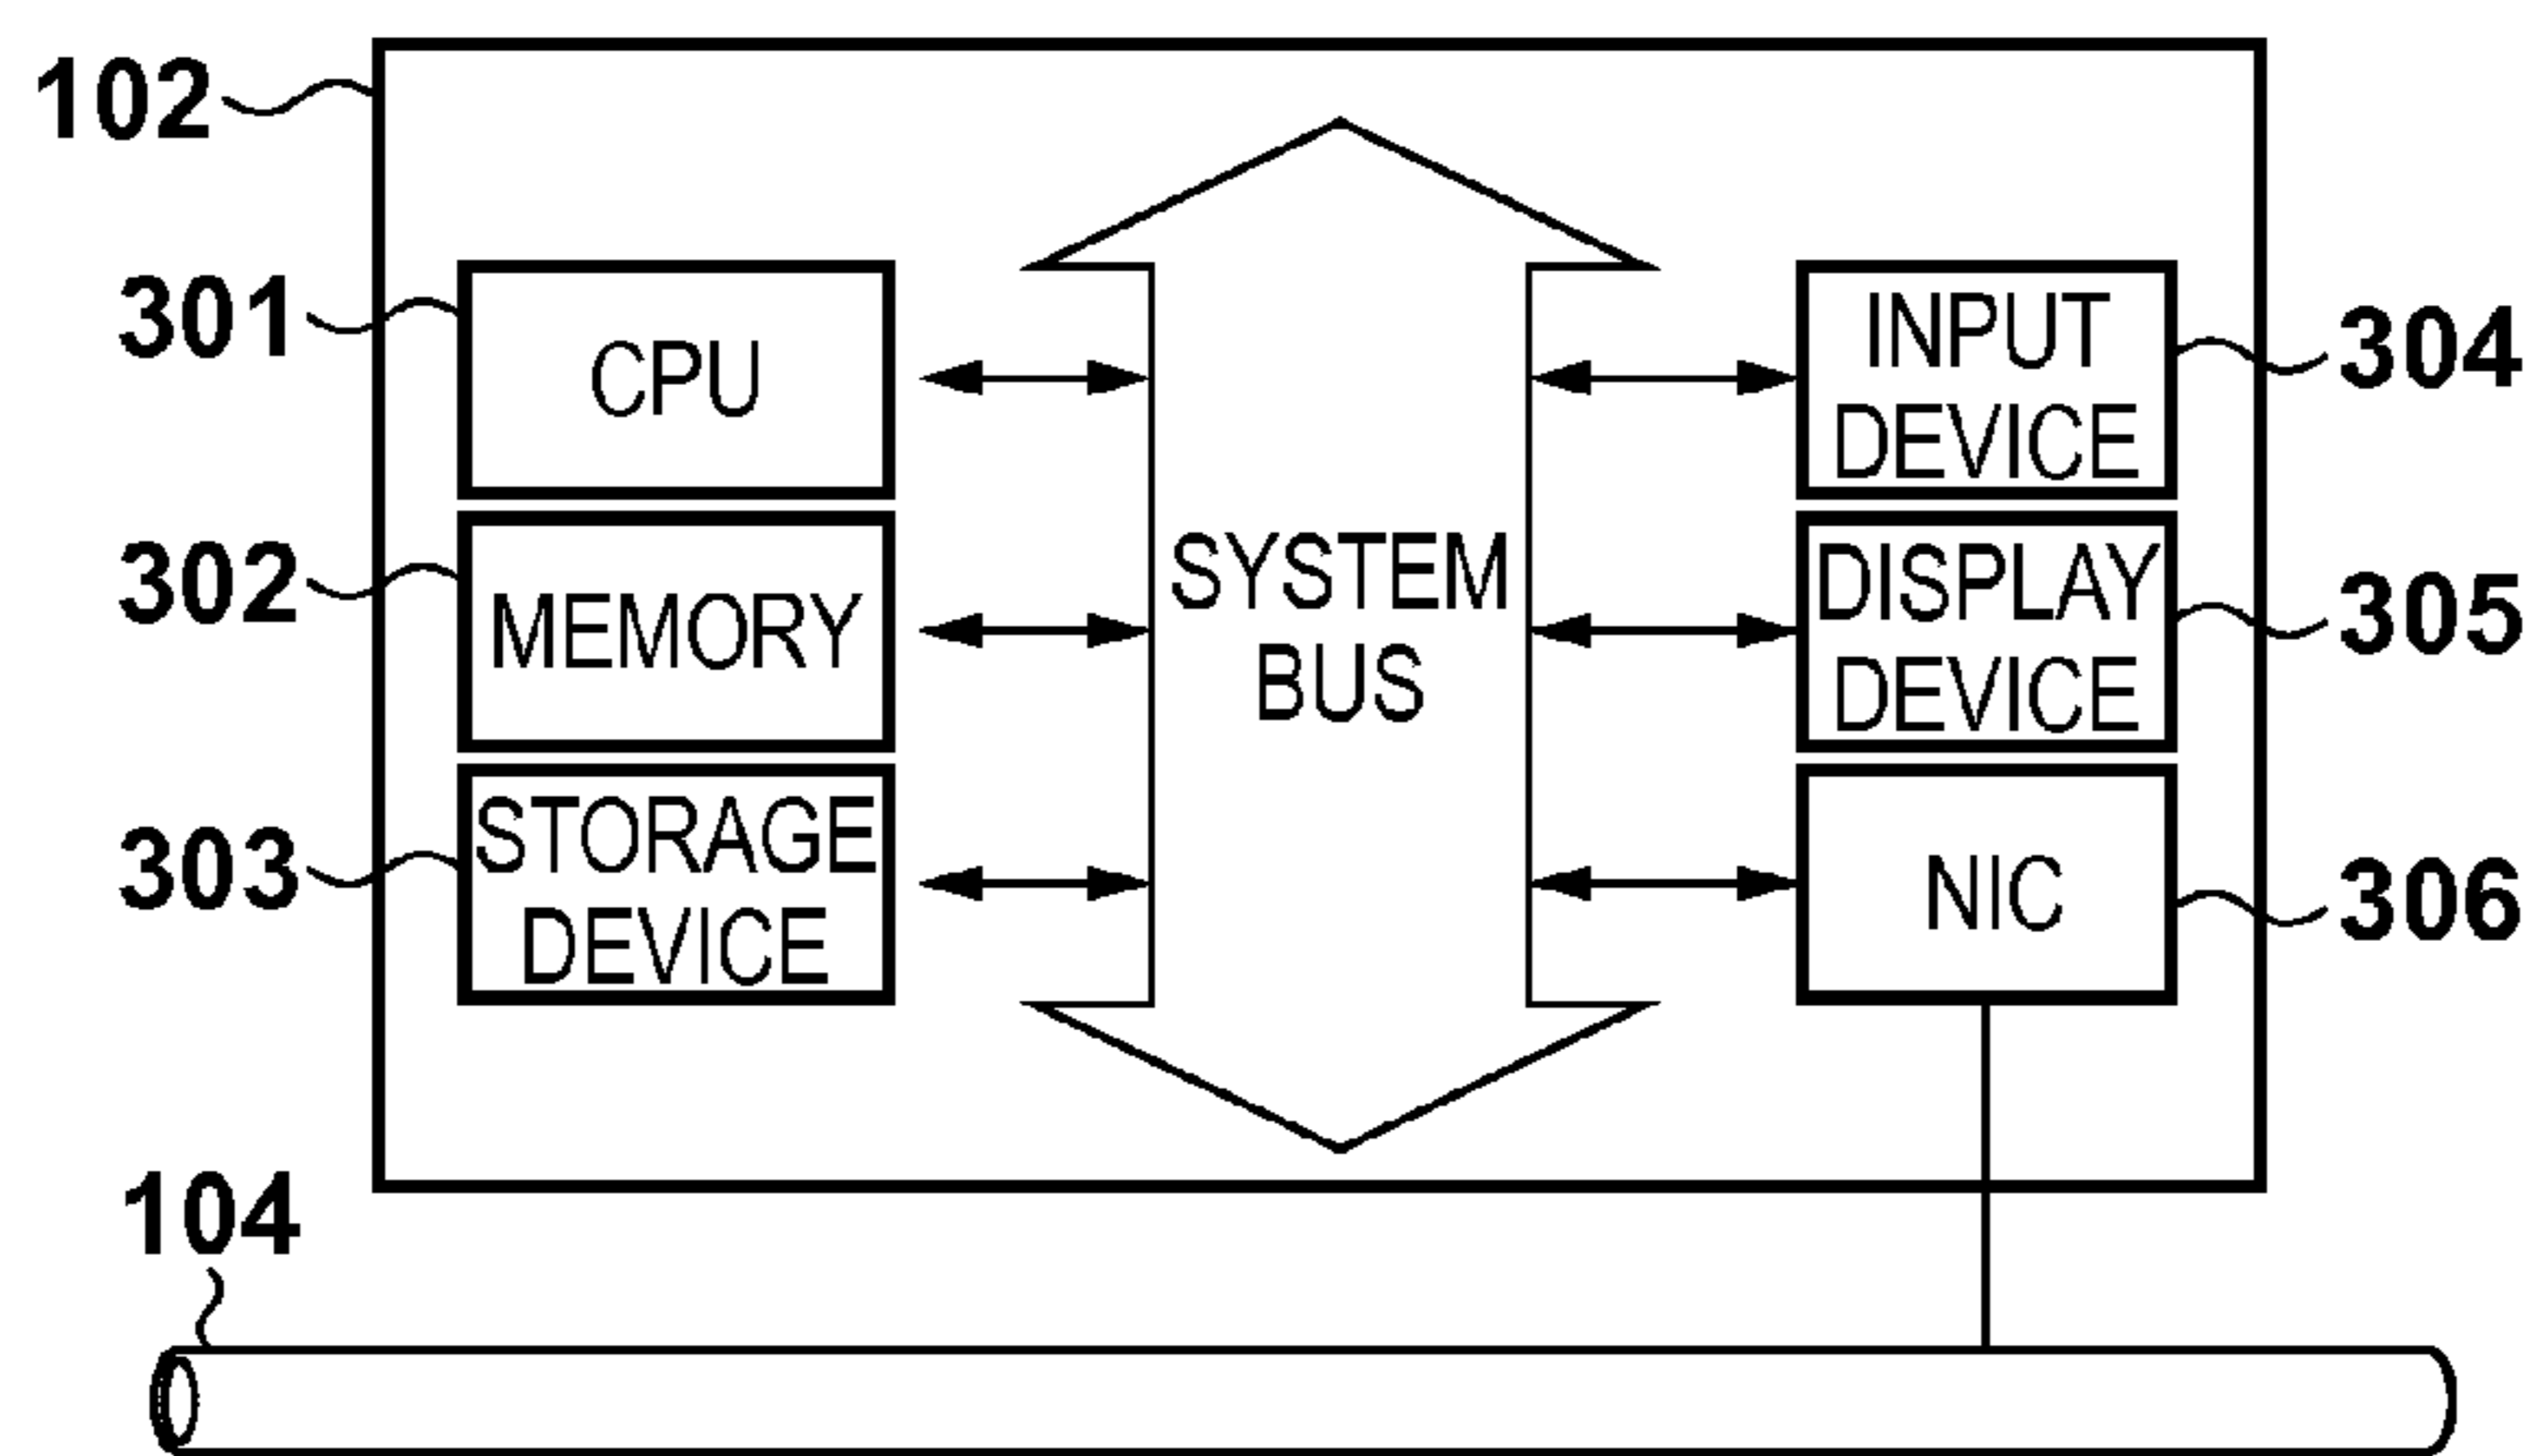 102
301
CPU
302
MEMORY
303
STORAGE
DEVICE
SYSTEM
BUS
INPUT
DEVICE
304
DISPLAY
DEVICE
305
NIC
306
104